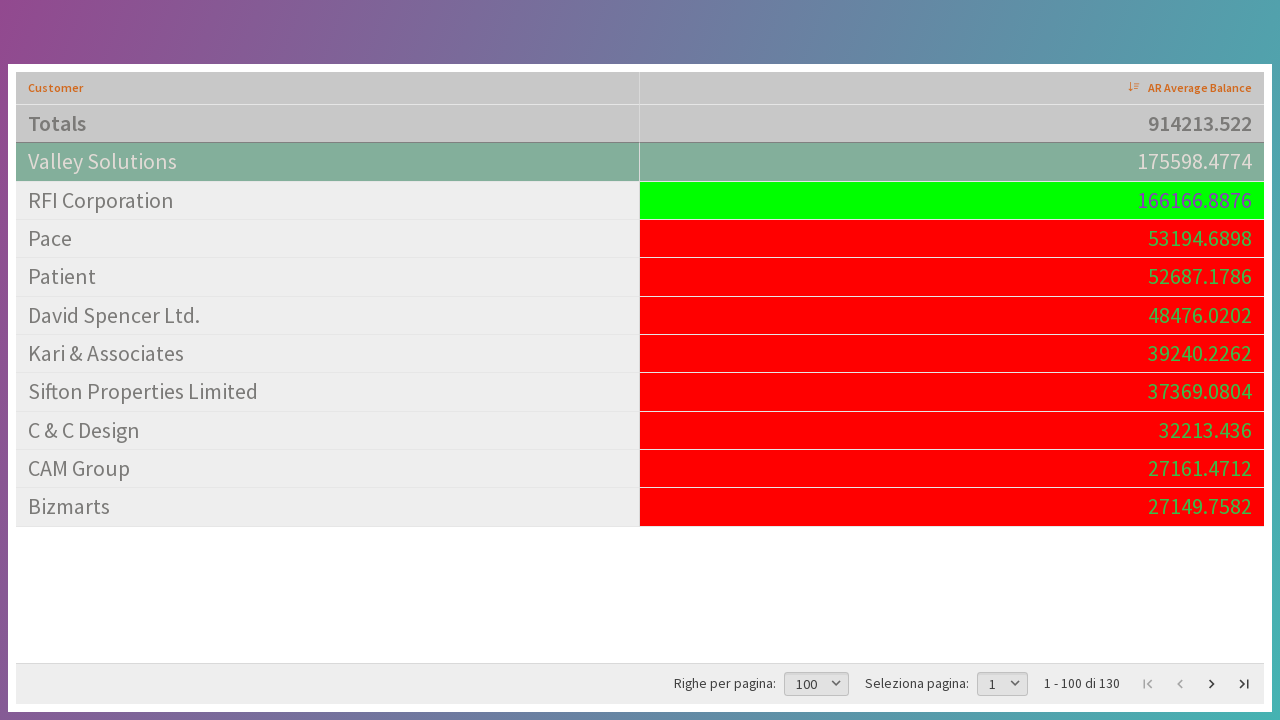 Customer AR Average Balance
Totals 914213.522
Valley Solutions 175598.4774
RFI Corporation 166166.8876
Pace 53194.6898
Patient 52687.1786
David Spencer Ltd. 48476.0202
Kari & Associates 39240.2262
Sifton Properties Limited 37369.0804
C & C Design 32213.436
CAM Group 27161.4712
Bizmarts 27149.7582
Righe per pagina: 100 Seleziona pagina: 1 1 - 100 di 130